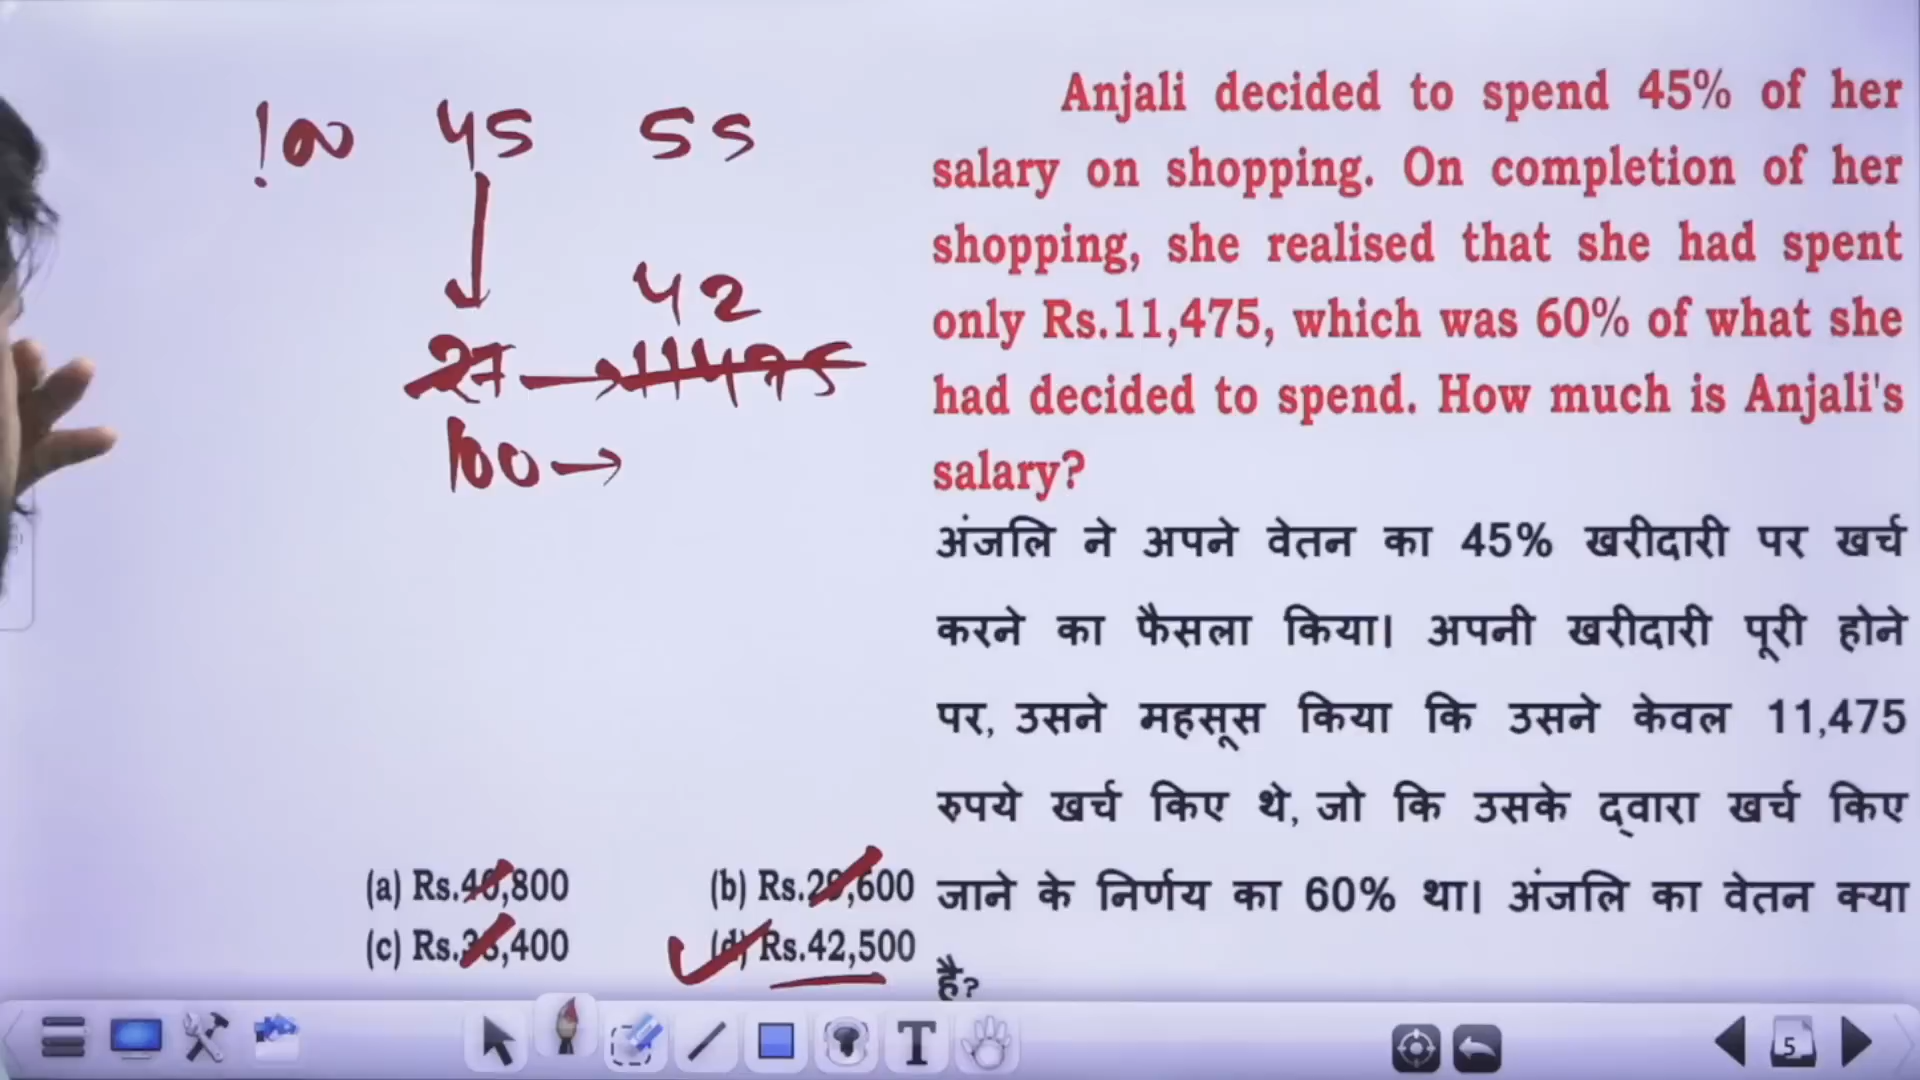 100 45 55
42
27 → 11475
100 →
Anjali decided to spend 45% of her
salary on shopping. On completion of her
shopping, she realised that she had spent
only Rs.11,475, which was 60% of what she
had decided to spend. How much is Anjali's
salary?
अंजलि ने अपने वेतन का 45% खरीदारी पर खर्च
करने का फैसला किया। अपनी खरीदारी पूरी होने
पर, उसने महसूस किया कि उसने केवल 11,475
रुपये खर्च किए थे, जो कि उसके द्वारा खर्च किए
जाने के निर्णय का 60% था। अंजलि का वेतन क्या
है?
(a) Rs.40,800 (b) Rs.29,600
(c) Rs.38,400 (d) Rs.42,500
T
5